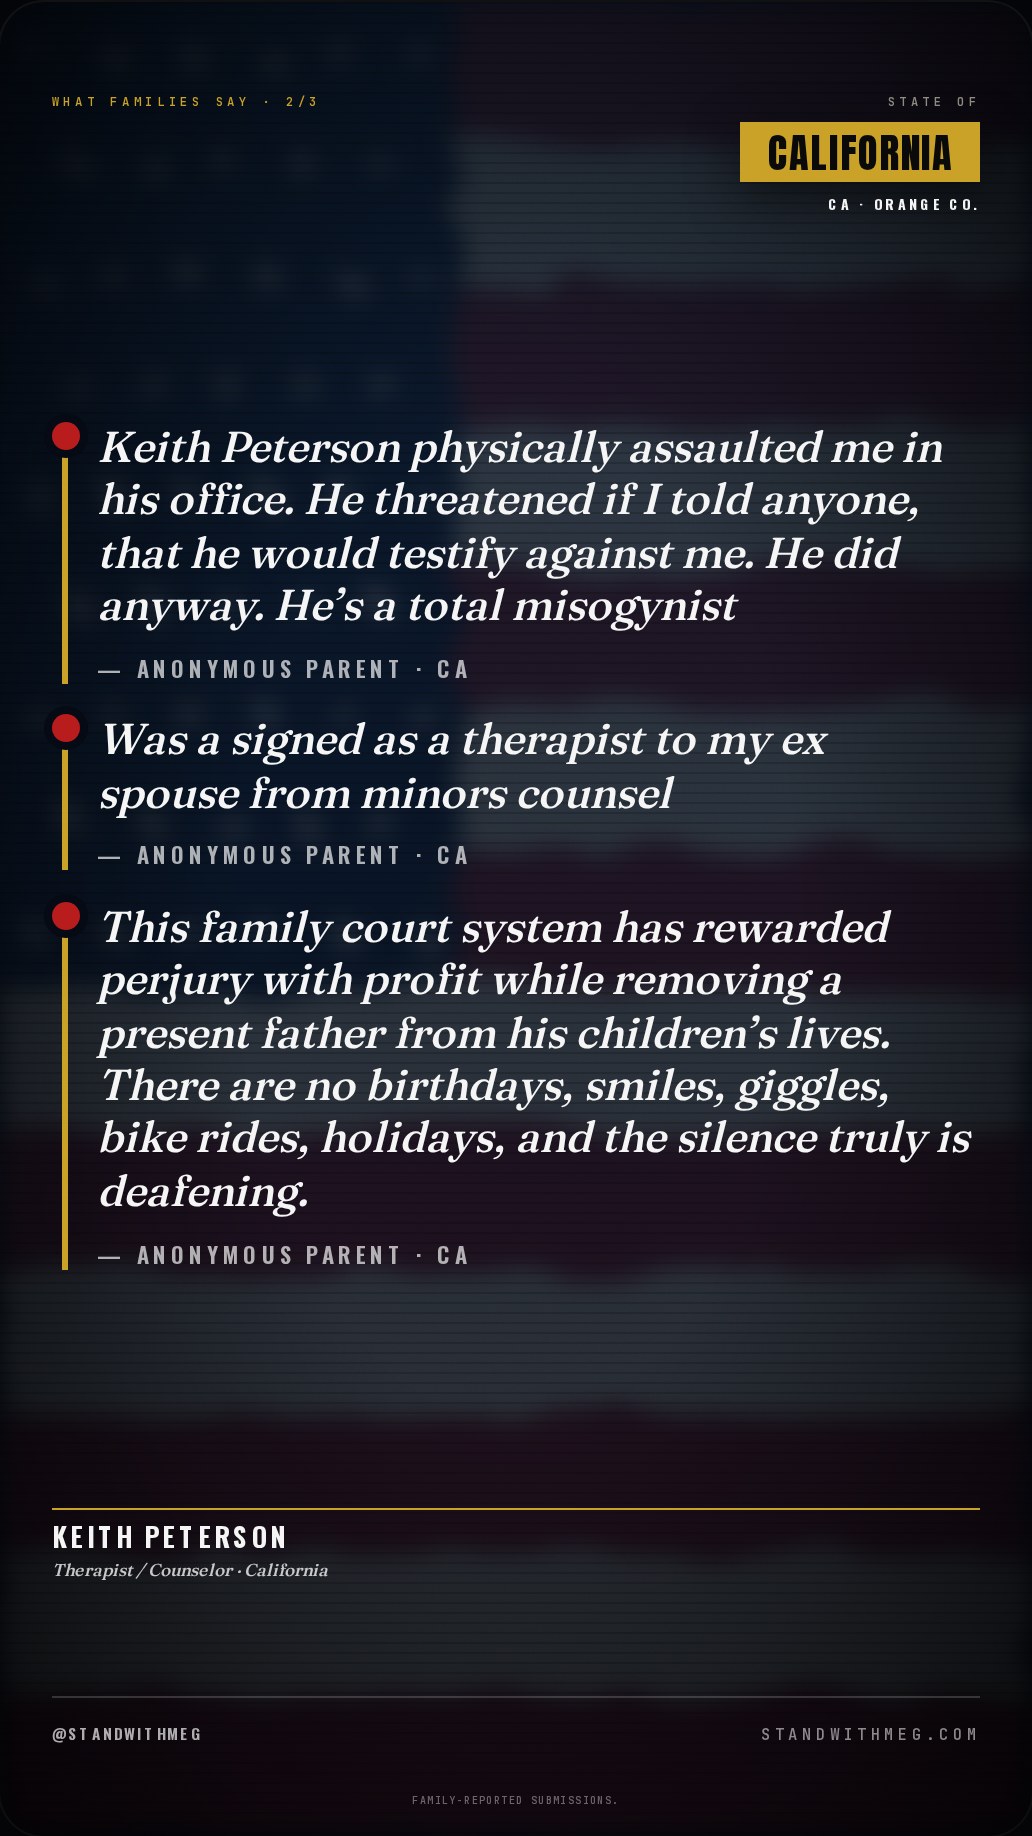 WHAT FAMILIES SAY · 2/3
STATE OF
CALIFORNIA
CA · ORANGE CO.
Keith Peterson physically assaulted me in
his office. He threatened if I told anyone,
that he would testify against me. He did
anyway. He’s a total misogynist
— ANONYMOUS PARENT · CA
Was a signed as a therapist to my ex
spouse from minors counsel
— ANONYMOUS PARENT · CA
This family court system has rewarded
perjury with profit while removing a
present father from his children’s lives.
There are no birthdays, smiles, giggles,
bike rides, holidays, and the silence truly is
deafening.
— ANONYMOUS PARENT · CA
KEITH PETERSON
Therapist / Counselor · California
@STANDWITHMEG
STANDWITHMEG.COM
FAMILY-REPORTED SUBMISSIONS.